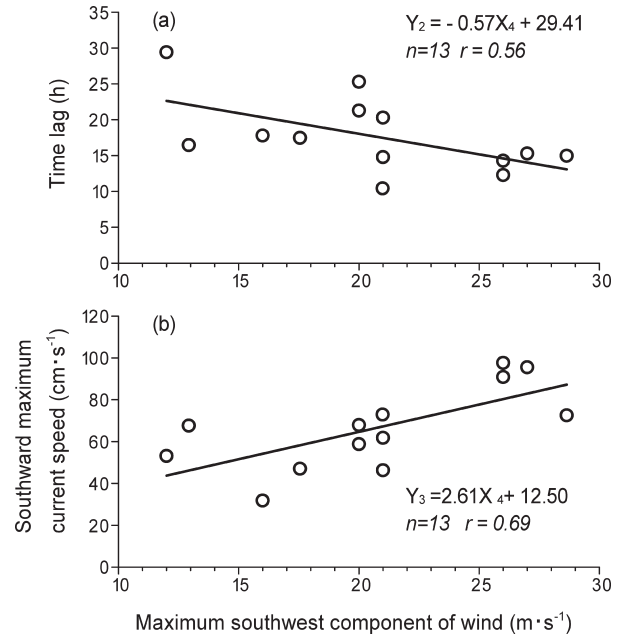 (a)
Y₂ = - 0.57X₄ + 29.41
n=13 r = 0.56
Time lag (h)
35
30
25
20
15
10
5
0
10 15 20 25 30
(b)
Southward maximum
current speed (cm·s⁻¹)
120
100
80
60
40
20
0
Y₃ =2.61X ₄+ 12.50
n=13 r = 0.69
10 15 20 25 30
Maximum southwest component of wind (m·s⁻¹)